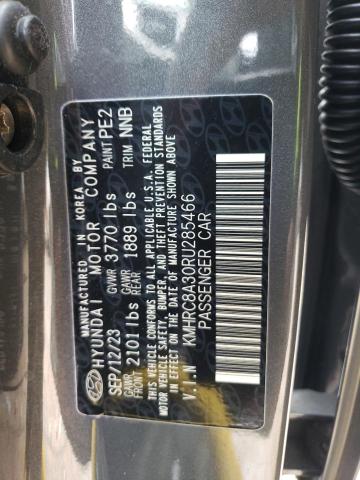 MANUFACTURED IN KOREA BY
HYUNDAI MOTOR COMPANY
SEP/12/23 GVWR 3770 lbs PAINT PE2
GAWR FRONT 2101 lbs GAWR REAR 1889 lbs TRIM NNB
THIS VEHICLE CONFORMS TO ALL APPLICABLE U.S.A. FEDERAL
MOTOR VEHICLE SAFETY, BUMPER, AND THEFT PREVENTION STANDARDS
IN EFFECT ON THE DATE OF MANUFACTURE SHOWN ABOVE
V.I.N KMHRC8A30RU285466
PASSENGER CAR